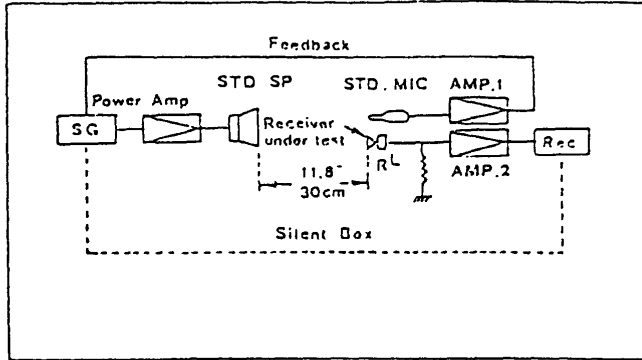 Feedback
STD SP
STD. MIC
AMP.1
Power Amp
SG
Receiver
under test
Rec
11.8"
30cm
RL
AMP.2
Silent Box